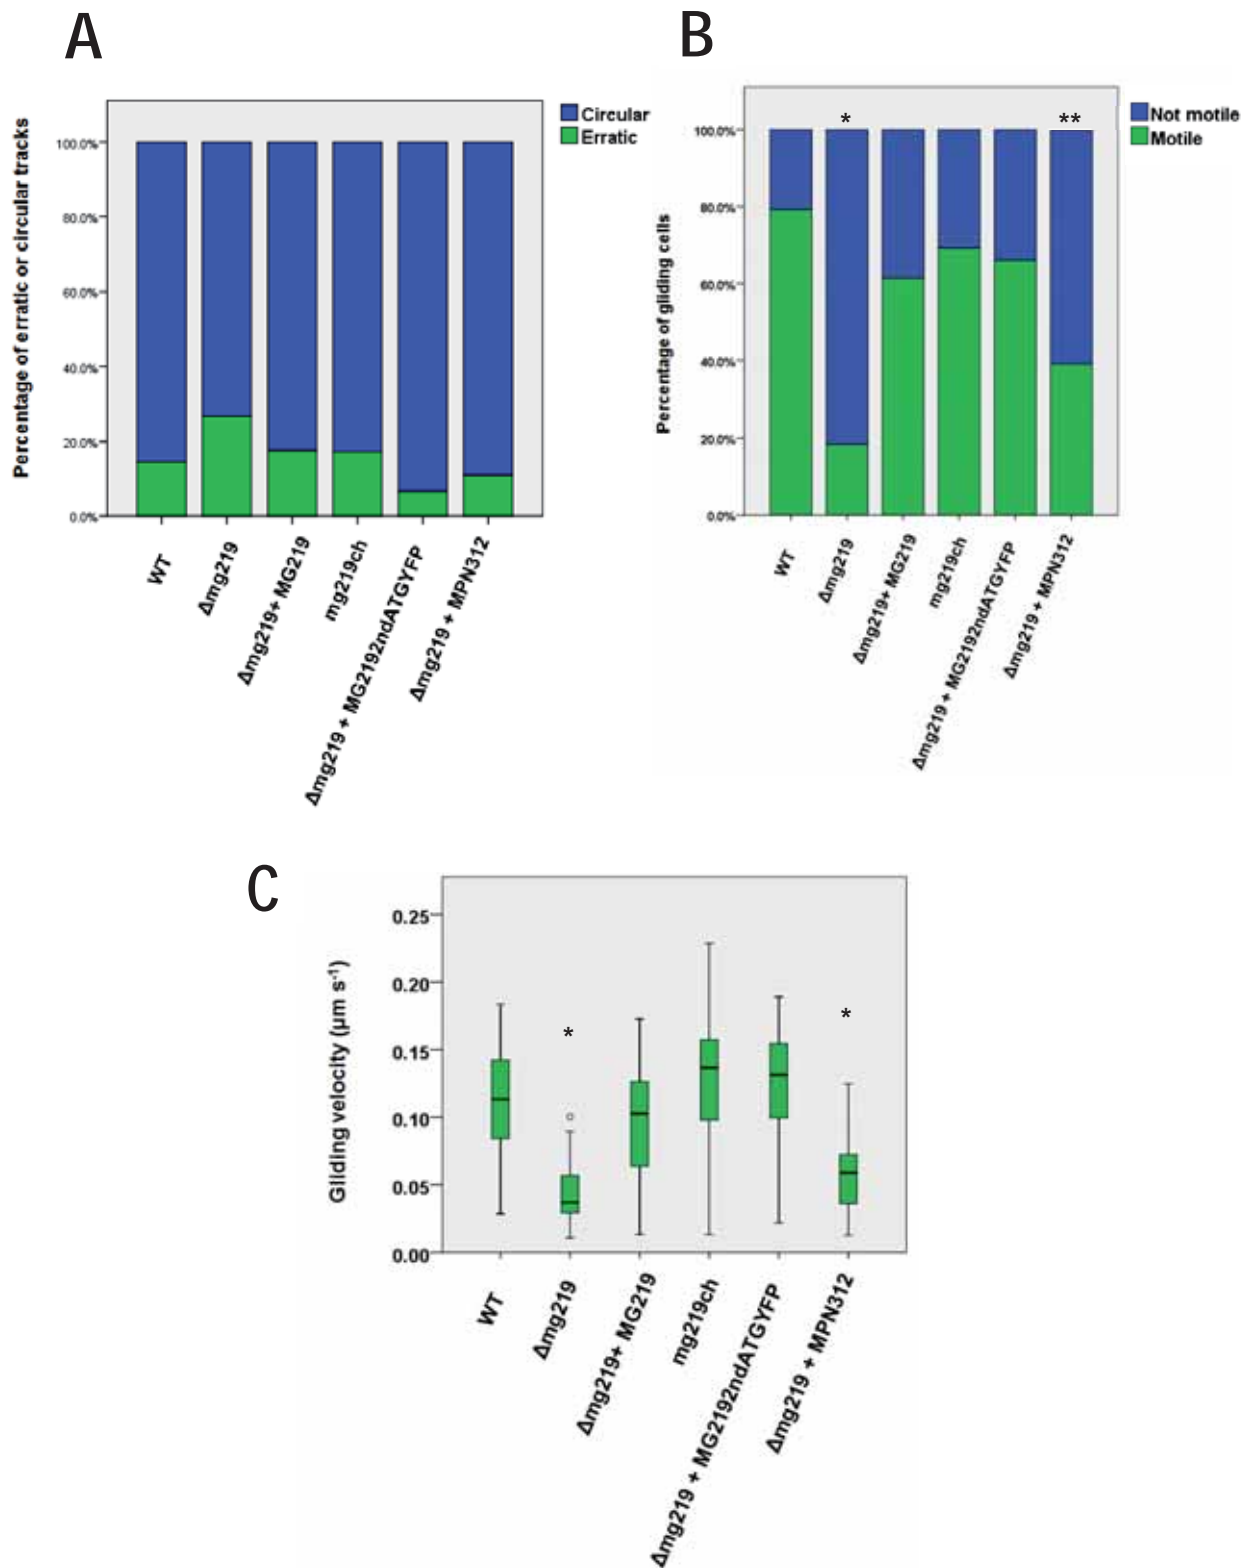 A
Percentage of erratic or circular tracks
100.0%
80.0%
60.0%
40.0%
20.0%
0.0%
Circular
Erratic
WT
Δmg219
Δmg219+ MG219
mg219ch
Δmg219 + MG2192ndATGYFP
Δmg219 + MPN312
B
Percentage of gliding cells
100.0%
80.0%
60.0%
40.0%
20.0%
0.0%
*
**
Not motile
Motile
WT
Δmg219
Δmg219+ MG219
mg219ch
Δmg219 + MG2192ndATGYFP
Δmg219 + MPN312
C
Gliding velocity (µm s-1)
0.25
0.20
0.15
0.10
0.05
0.00
*
*
WT
Δmg219
Δmg219+ MG219
mg219ch
Δmg219 + MG2192ndATGYFP
Δmg219 + MPN312